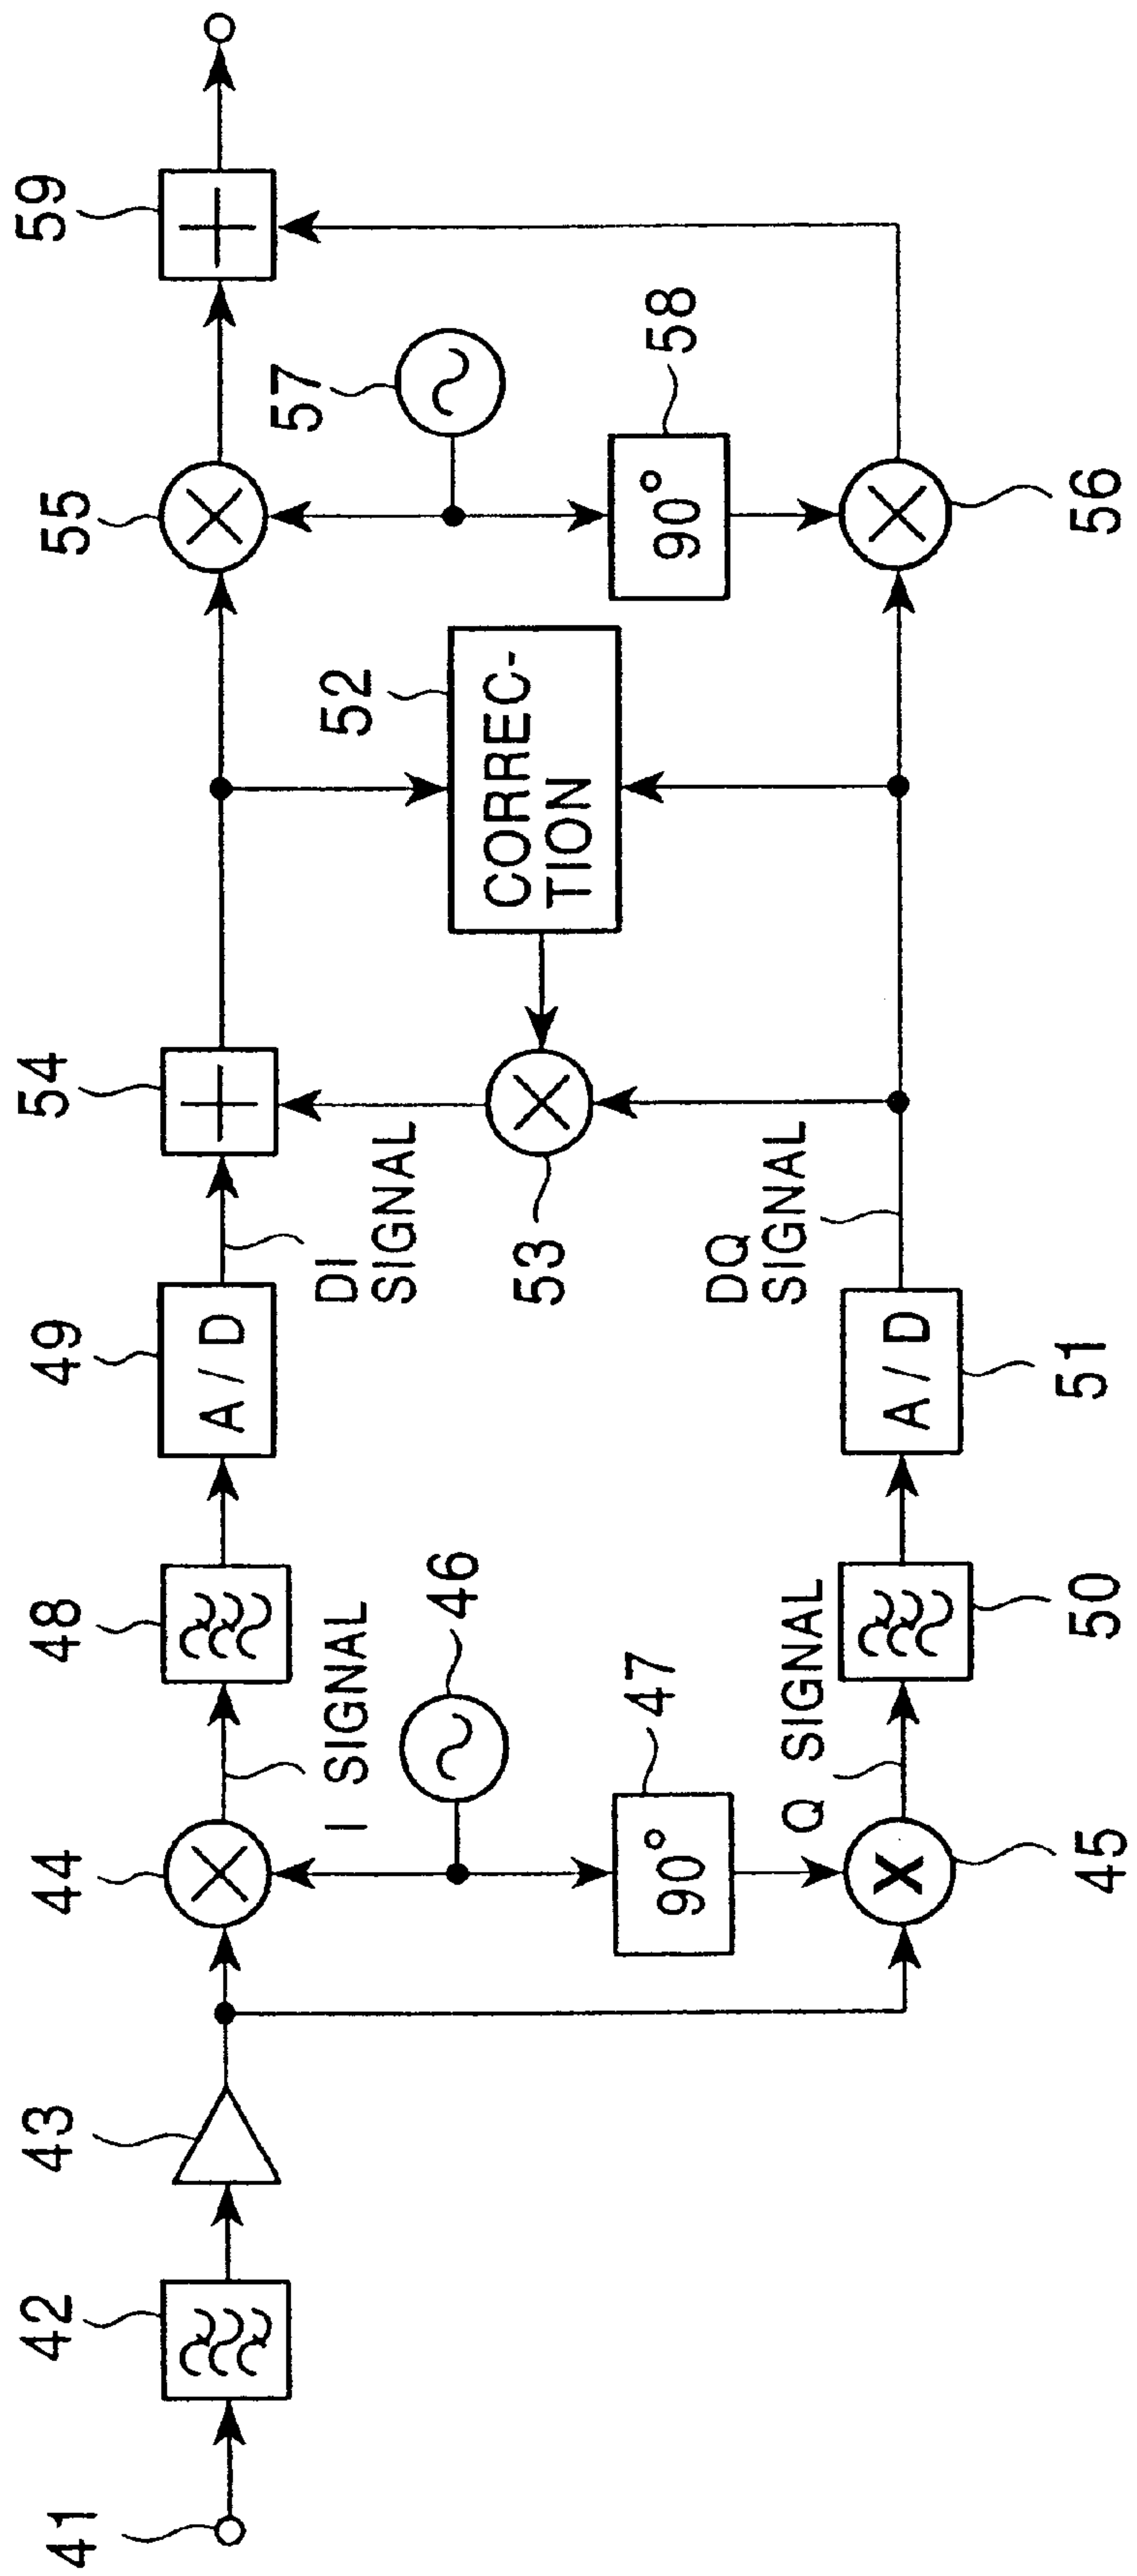 41
42
43
44
I SIGNAL
46
47
90°
Q SIGNAL
45
48
50
49
A / D
A / D
51
DI
SIGNAL
DQ
SIGNAL
54
53
52
CORREC-
TION
55
57
58
90°
56
59